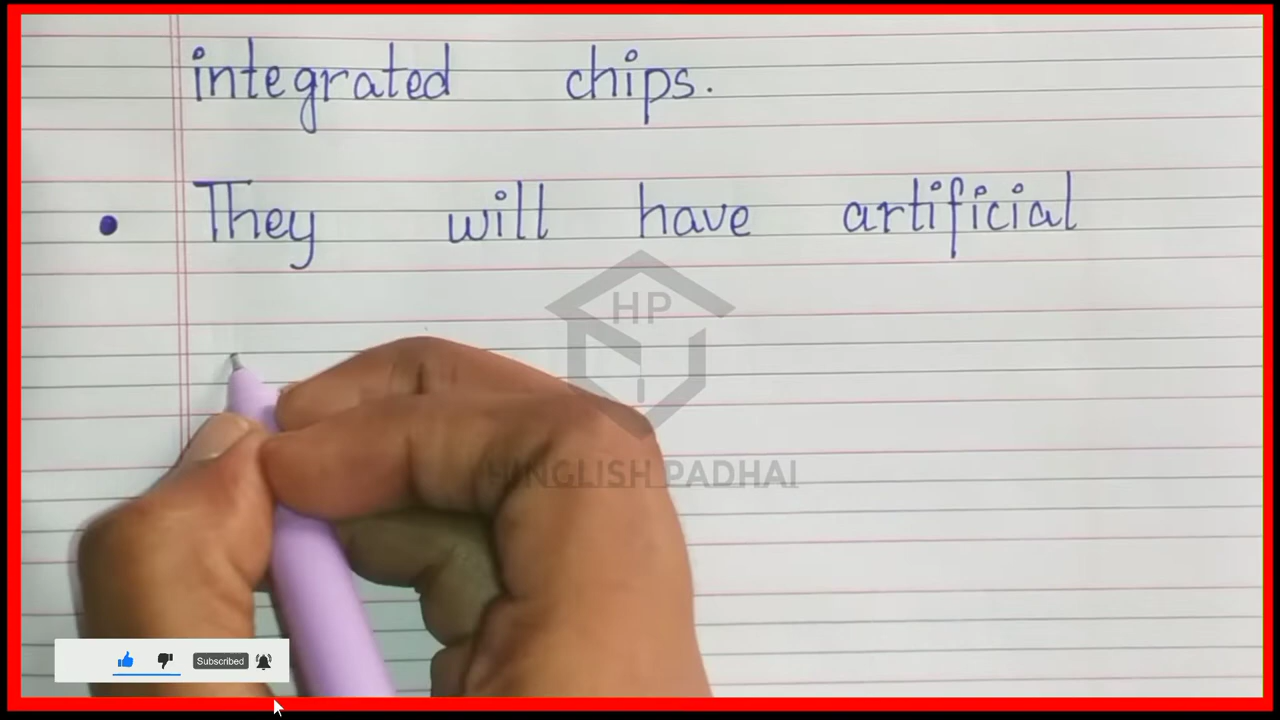 integrated chips.
• They will have artificial
HP
HINGLISH PADHAI
Subscribed